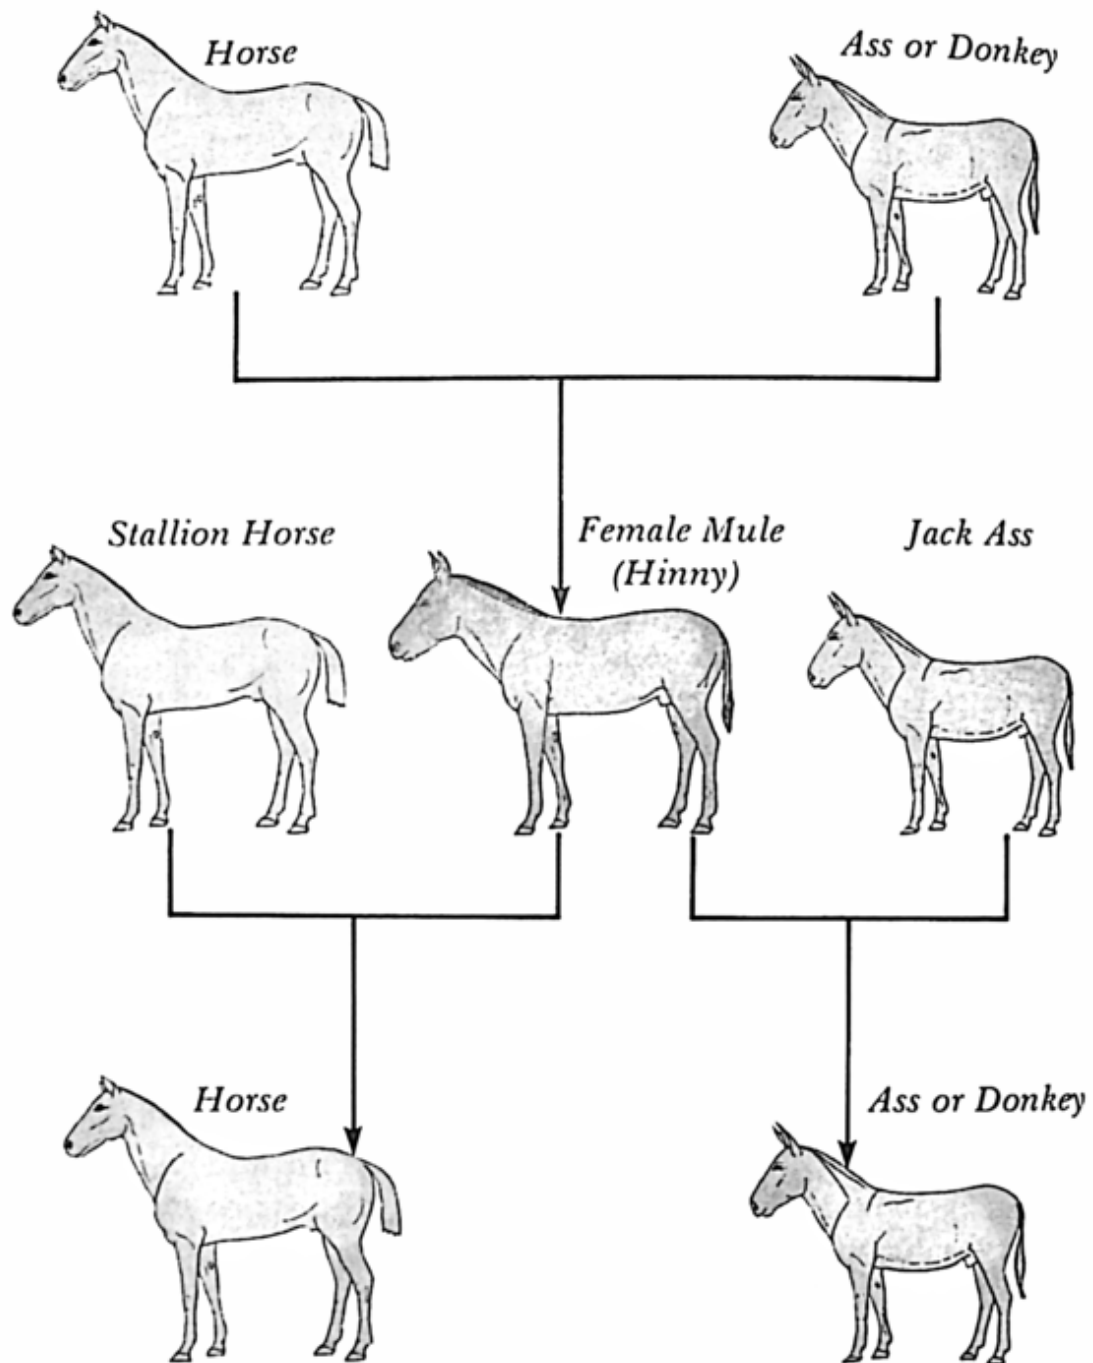 Horse
Ass or Donkey
Stallion Horse
Female Mule
(Hinny)
Jack Ass
Horse
Ass or Donkey